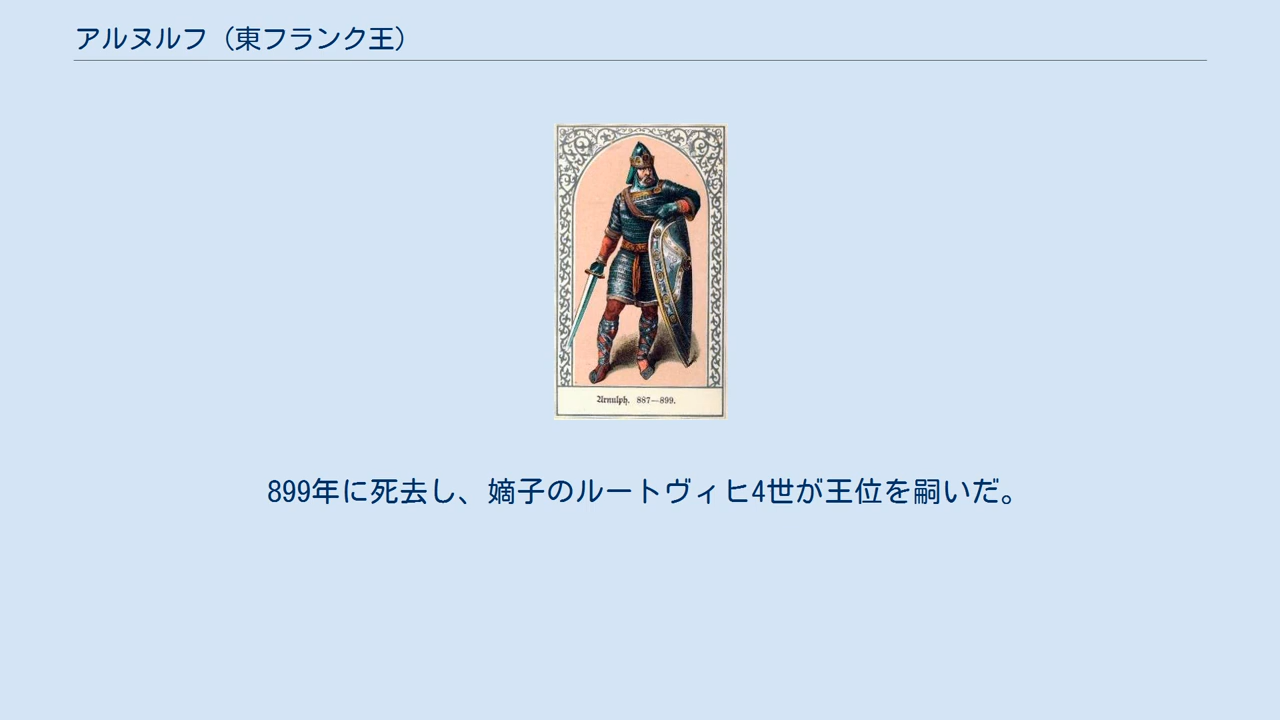 アルヌルフ（東フランク王）
Arnulph. 887—899.
899年に死去し、嫡子のルートヴィヒ4世が王位を嗣いだ。